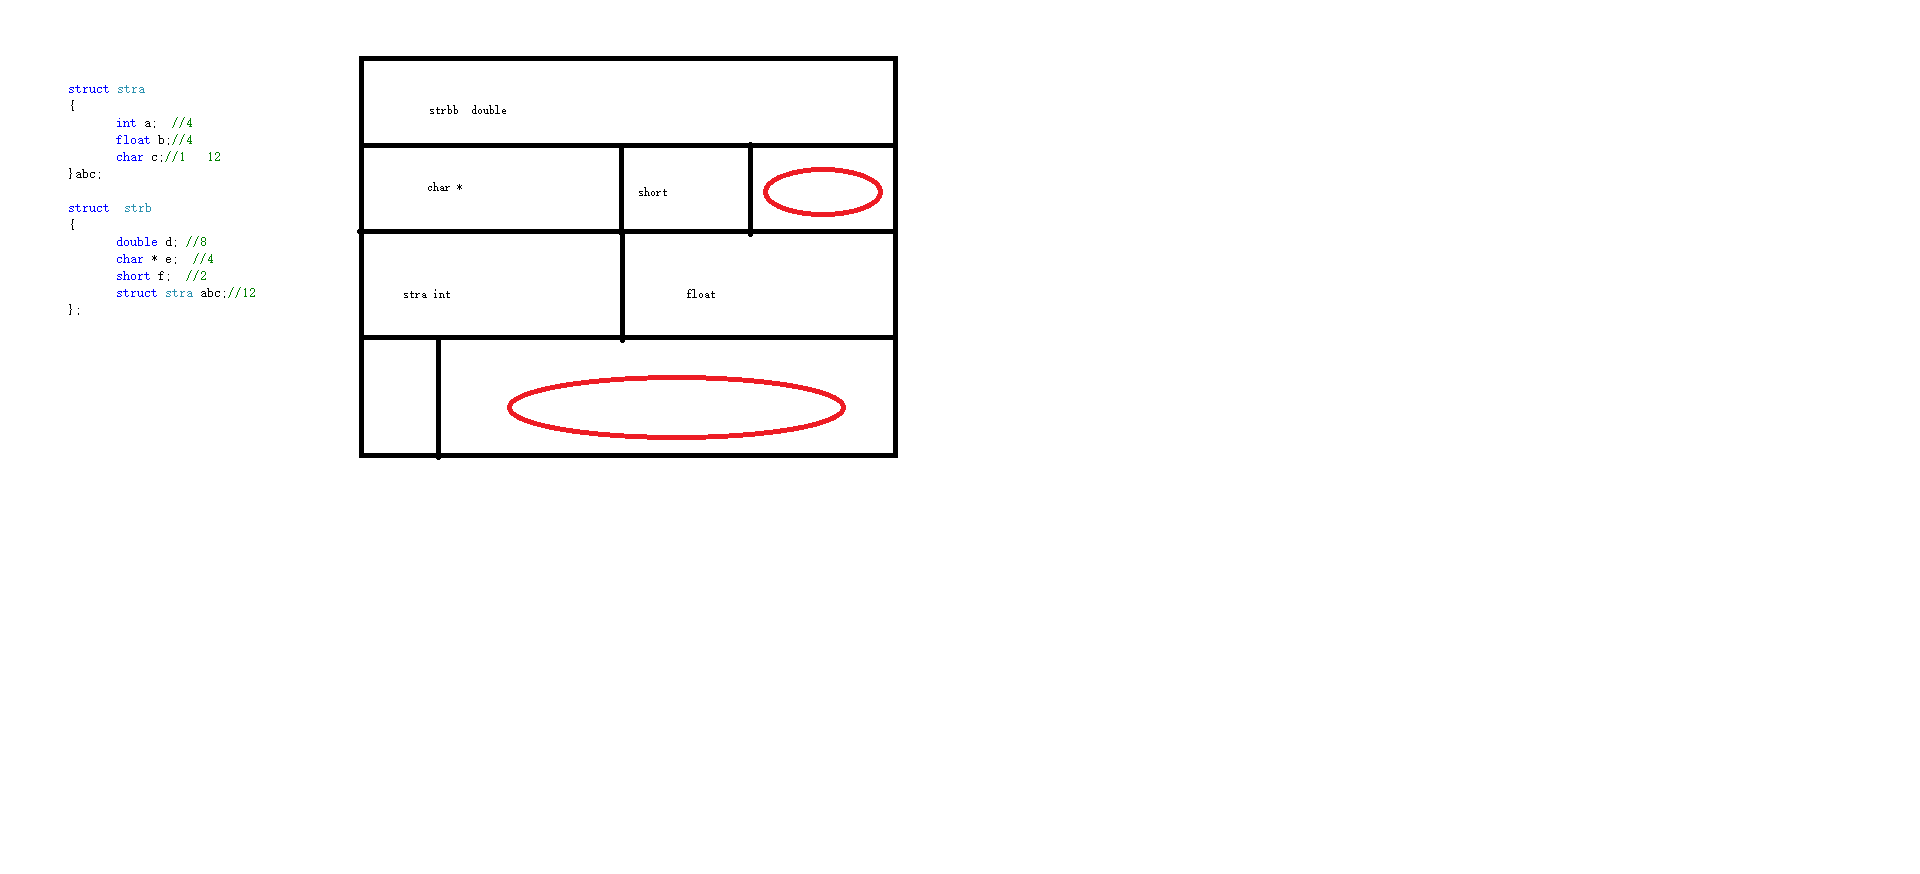 struct stra
{
int a;  //4
float b;//4
char c;//1   12
}abc;
struct  strb
{
double d; //8
char * e;  //4
short f;  //2
struct stra abc;//12
};
strbb  double
char *
short
stra int
float